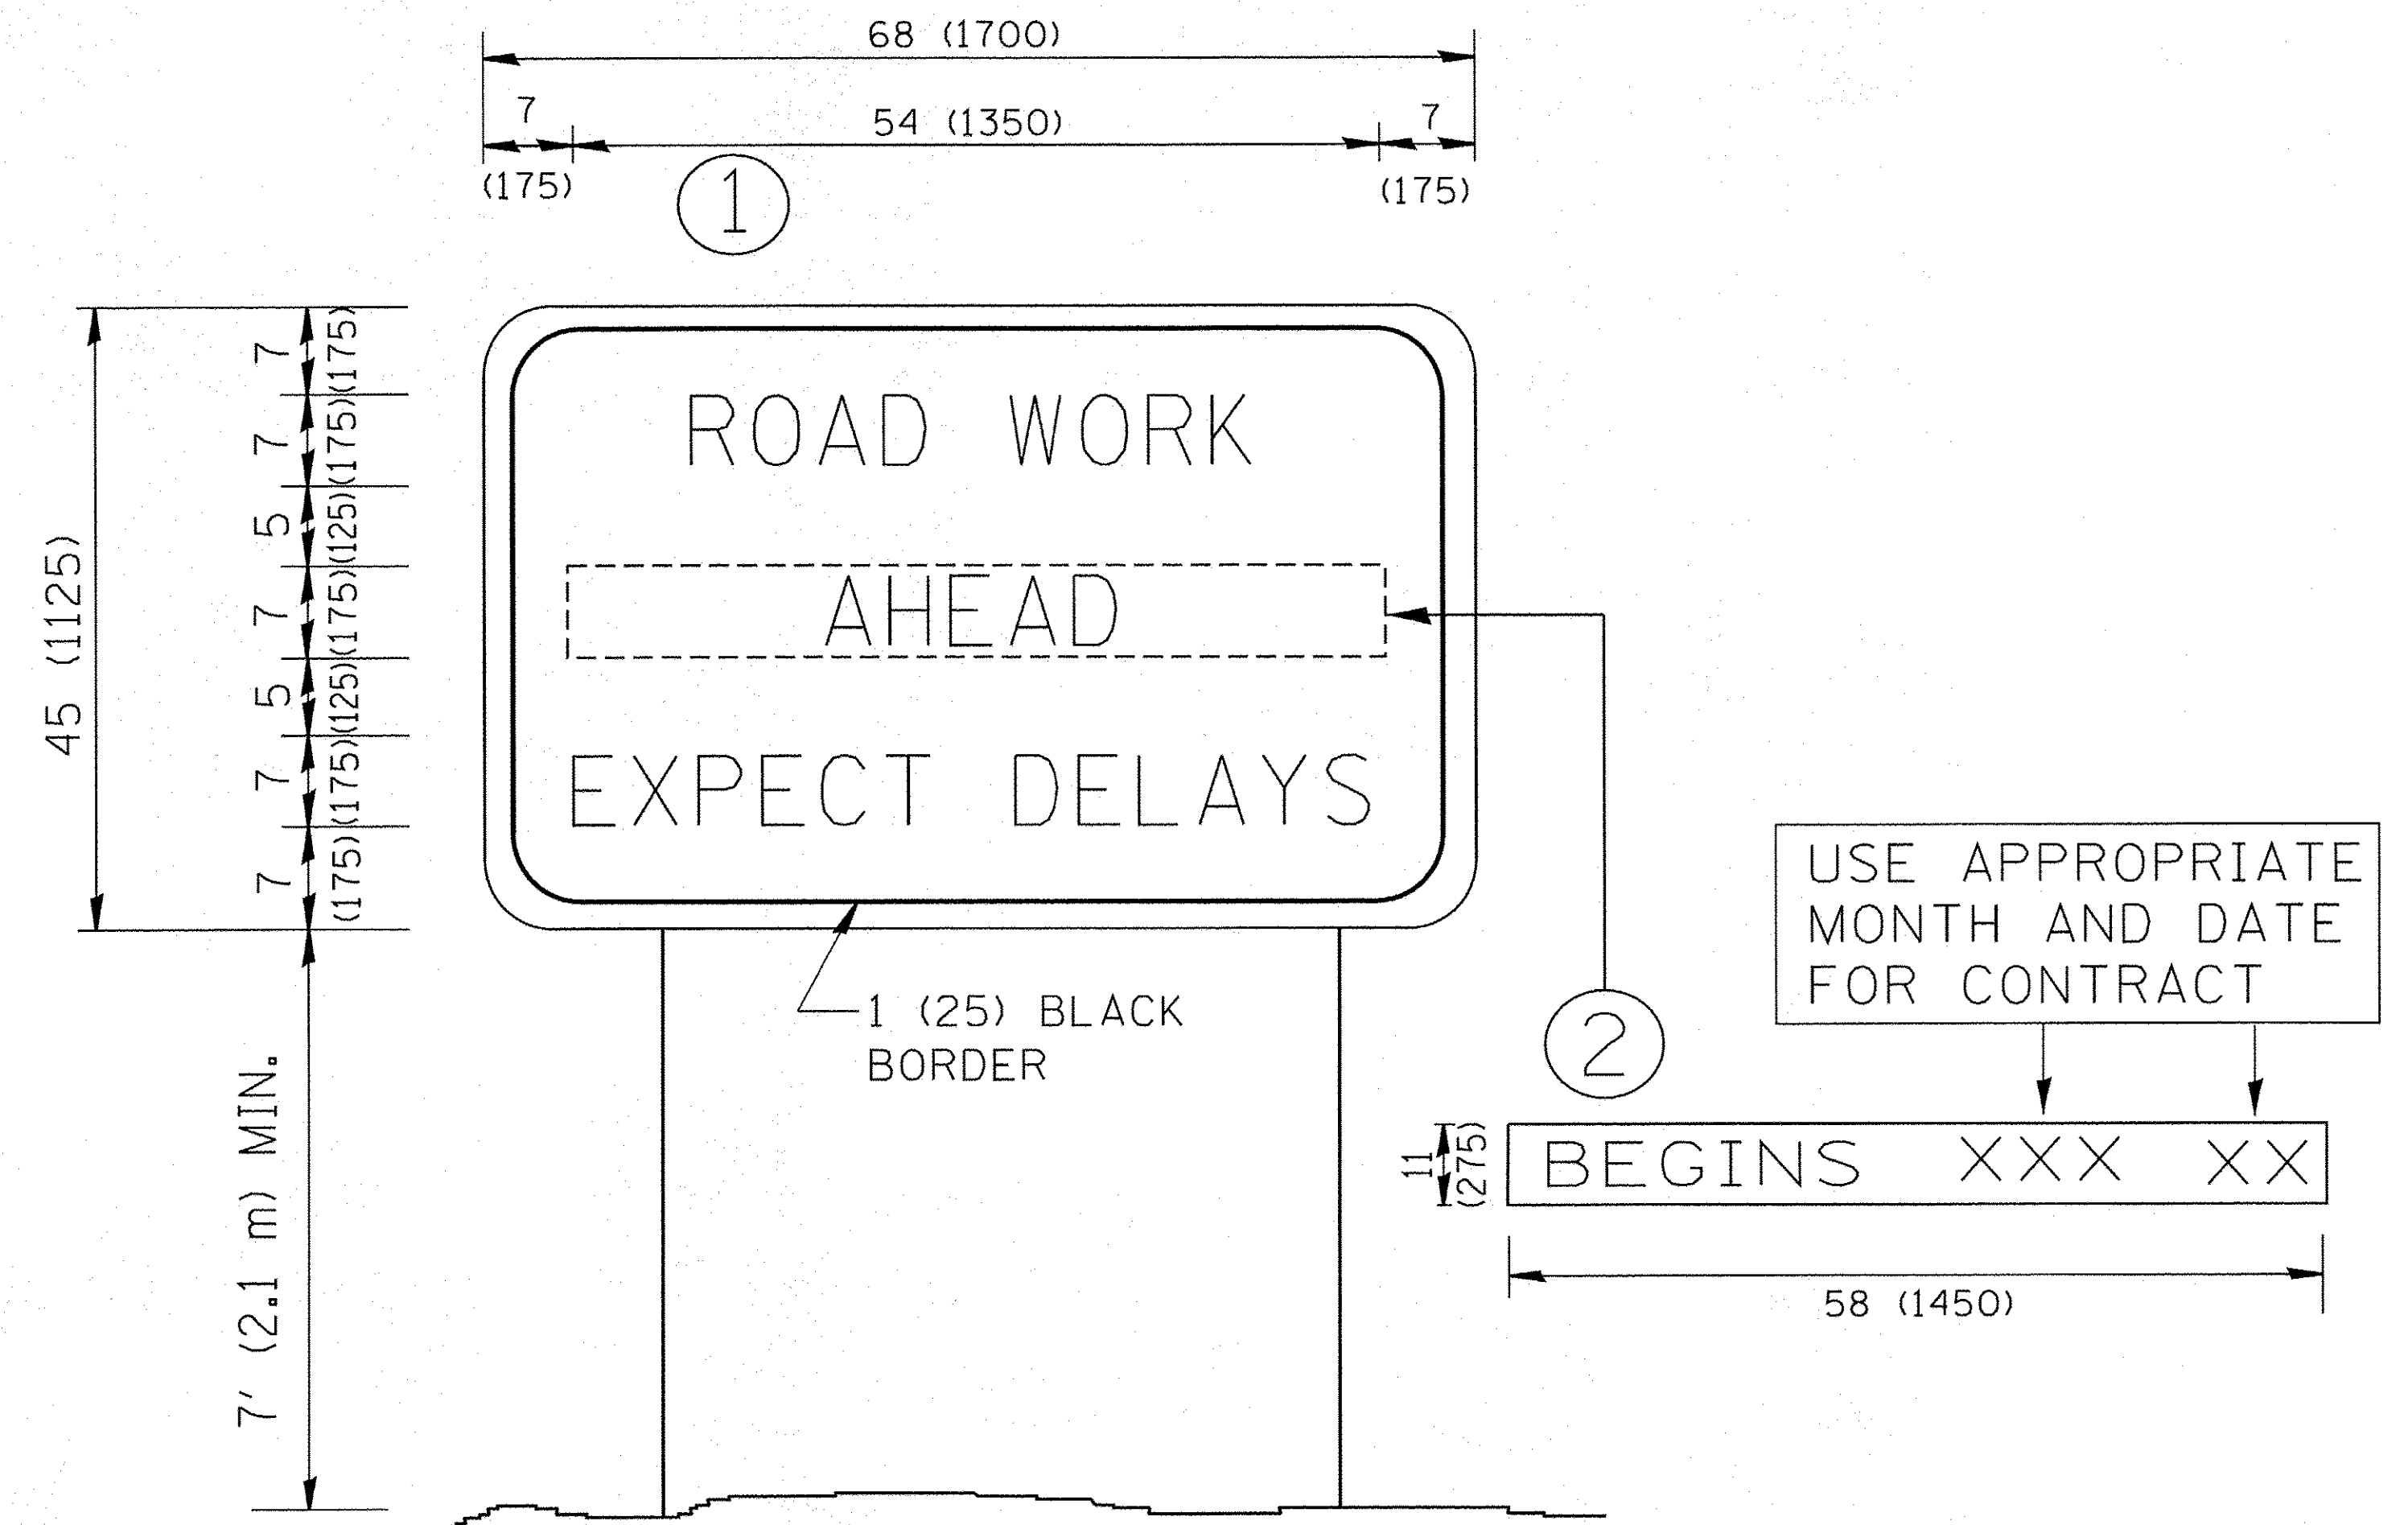 68 (1700)
7
54 (1350)
7
(175)
(175)
1
45 (1125)
7 (175)
7 (175)
5 (125)
7 (175)
5 (125)
7 (175)
7 (175)
7' (2.1 m) MIN.
ROAD WORK
AHEAD
EXPECT DELAYS
1 (25) BLACK
BORDER
2
USE APPROPRIATE
MONTH AND DATE
FOR CONTRACT
11
(275)
BEGINS XXX XX
58 (1450)